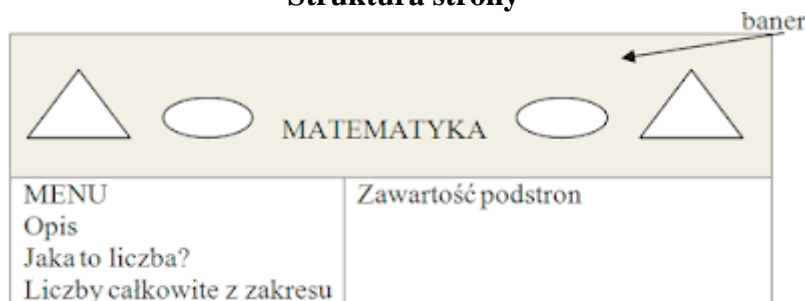 Struktura strony
baner
MATEMATYKA
MENU
Opis
Jaka to liczba?
Liczby całkowite z zakresu
Zawartość podstron